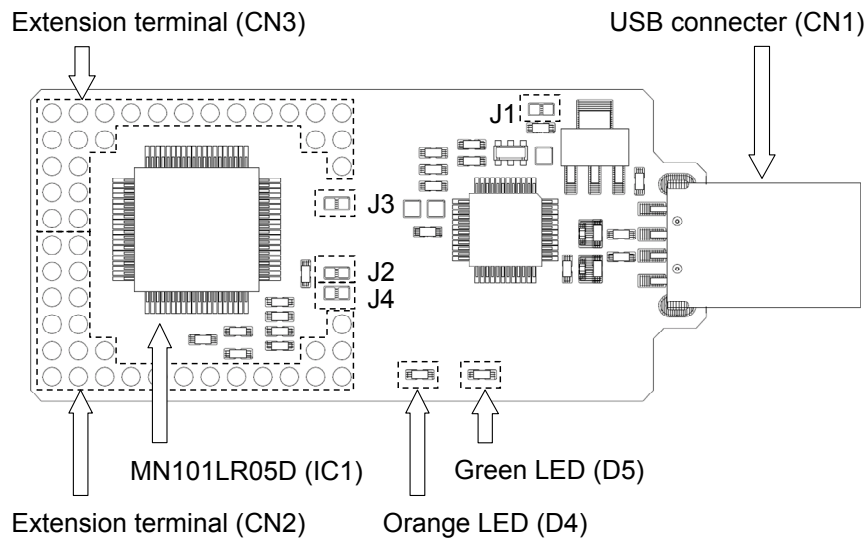 Extension terminal (CN3)
USB connecter (CN1)
J1
J3
J2
J4
MN101LR05D (IC1)
Green LED (D5)
Extension terminal (CN2)
Orange LED (D4)